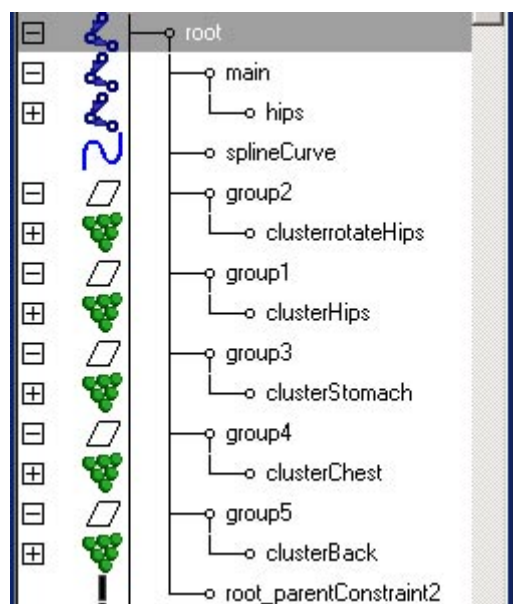 root
main
hips
splineCurve
group2
clusterrotateHips
group1
clusterHips
group3
clusterStomach
group4
clusterChest
group5
clusterBack
root_parentConstraint2